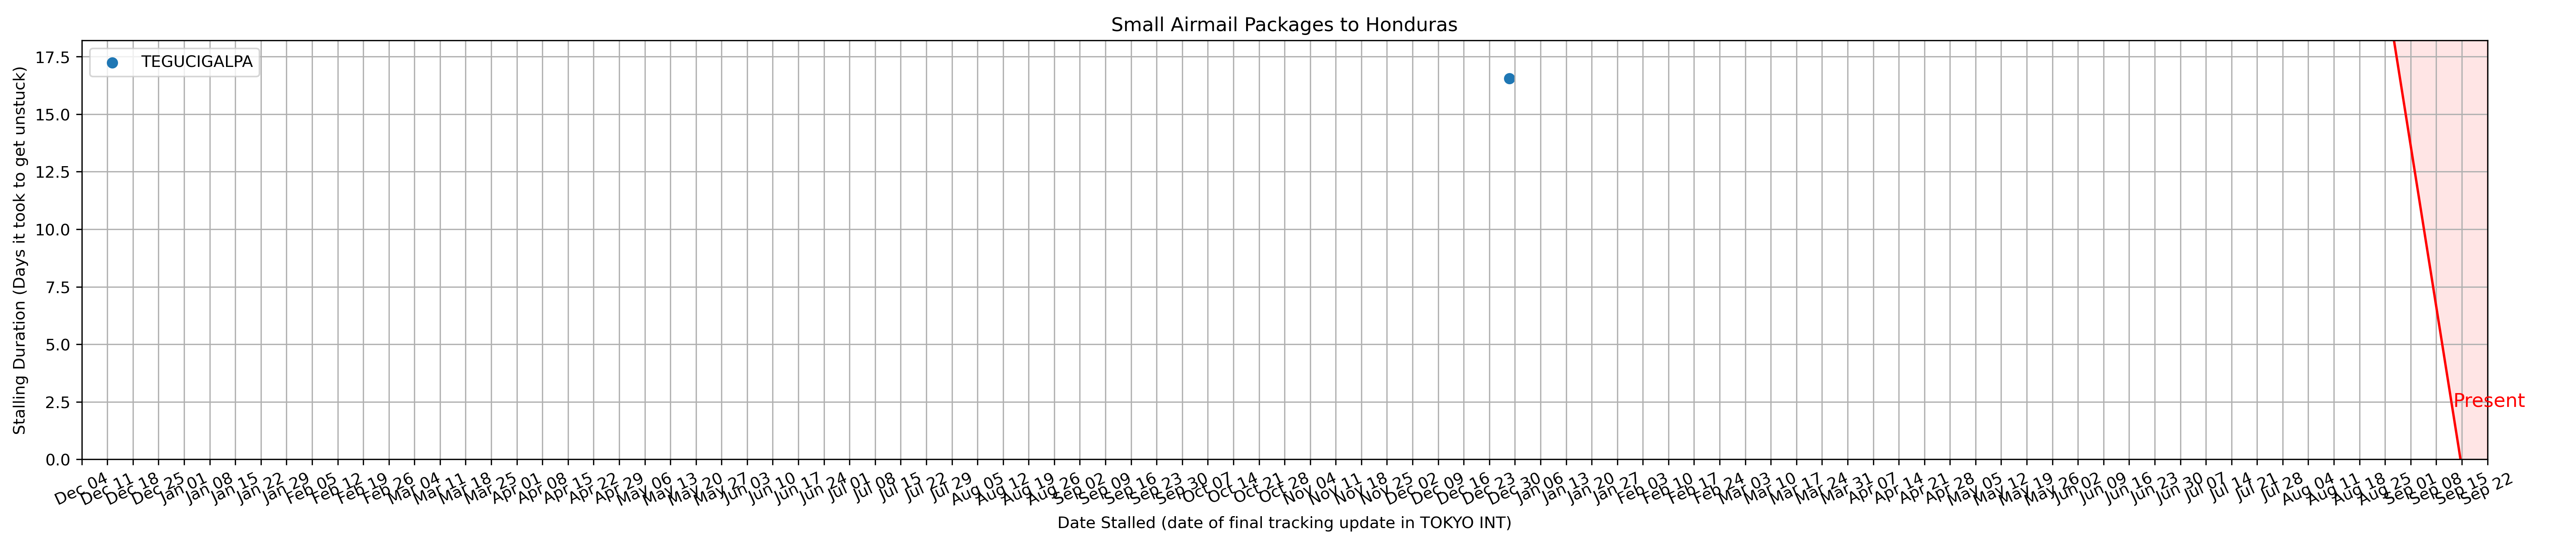 Small Airmail Packages to Honduras
TEGUCIGALPA
Stalling Duration (Days it took to get unstuck)
17.5
15.0
12.5
10.0
7.5
5.0
2.5
0.0
Present
Dec 04
Dec 11
Dec 18
Dec 25
Jan 01
Jan 08
Jan 15
Jan 22
Jan 29
Feb 05
Feb 12
Feb 19
Feb 26
Mar 04
Mar 11
Mar 18
Mar 25
Apr 01
Apr 08
Apr 15
Apr 22
Apr 29
May 06
May 13
May 20
May 27
Jun 03
Jun 10
Jun 17
Jun 24
Jul 01
Jul 08
Jul 15
Jul 22
Jul 29
Aug 05
Aug 12
Aug 19
Aug 26
Sep 02
Sep 09
Sep 16
Sep 23
Sep 30
Oct 07
Oct 14
Oct 21
Oct 28
Nov 04
Nov 11
Nov 18
Nov 25
Dec 02
Dec 09
Dec 16
Dec 23
Dec 30
Jan 06
Jan 13
Jan 20
Jan 27
Feb 03
Feb 10
Feb 17
Feb 24
Mar 03
Mar 10
Mar 17
Mar 24
Mar 31
Apr 07
Apr 14
Apr 21
Apr 28
May 05
May 12
May 19
May 26
Jun 02
Jun 09
Jun 16
Jun 23
Jun 30
Jul 07
Jul 14
Jul 21
Jul 28
Aug 04
Aug 11
Aug 18
Aug 25
Sep 01
Sep 08
Sep 15
Sep 22
Date Stalled (date of final tracking update in TOKYO INT)